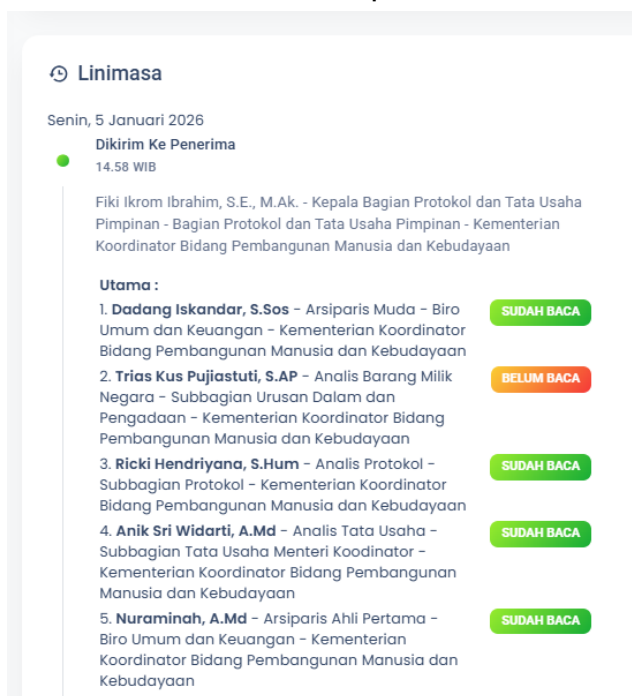 Linimasa
Senin, 5 Januari 2026
Dikirim Ke Penerima
14.58 WIB
Fiki Ikrom Ibrahim, S.E., M.Ak. - Kepala Bagian Protokol dan Tata Usaha
Pimpinan - Bagian Protokol dan Tata Usaha Pimpinan - Kementerian
Koordinator Bidang Pembangunan Manusia dan Kebudayaan
Utama :
1. Dadang Iskandar, S.Sos - Arsiparis Muda - Biro
Umum dan Keuangan - Kementerian Koordinator
Bidang Pembangunan Manusia dan Kebudayaan
SUDAH BACA
2. Trias Kus Pujiastuti, S.AP - Analis Barang Milik
Negara - Subbagian Urusan Dalam dan
Pengadaan - Kementerian Koordinator Bidang
Pembangunan Manusia dan Kebudayaan
BELUM BACA
3. Ricki Hendriyana, S.Hum - Analis Protokol -
Subbagian Protokol - Kementerian Koordinator
Bidang Pembangunan Manusia dan Kebudayaan
SUDAH BACA
4. Anik Sri Widarti, A.Md - Analis Tata Usaha -
Subbagian Tata Usaha Menteri Koodinator -
Kementerian Koordinator Bidang Pembangunan
Manusia dan Kebudayaan
SUDAH BACA
5. Nuraminah, A.Md - Arsiparis Ahli Pertama -
Biro Umum dan Keuangan - Kementerian
Koordinator Bidang Pembangunan Manusia dan
Kebudayaan
SUDAH BACA